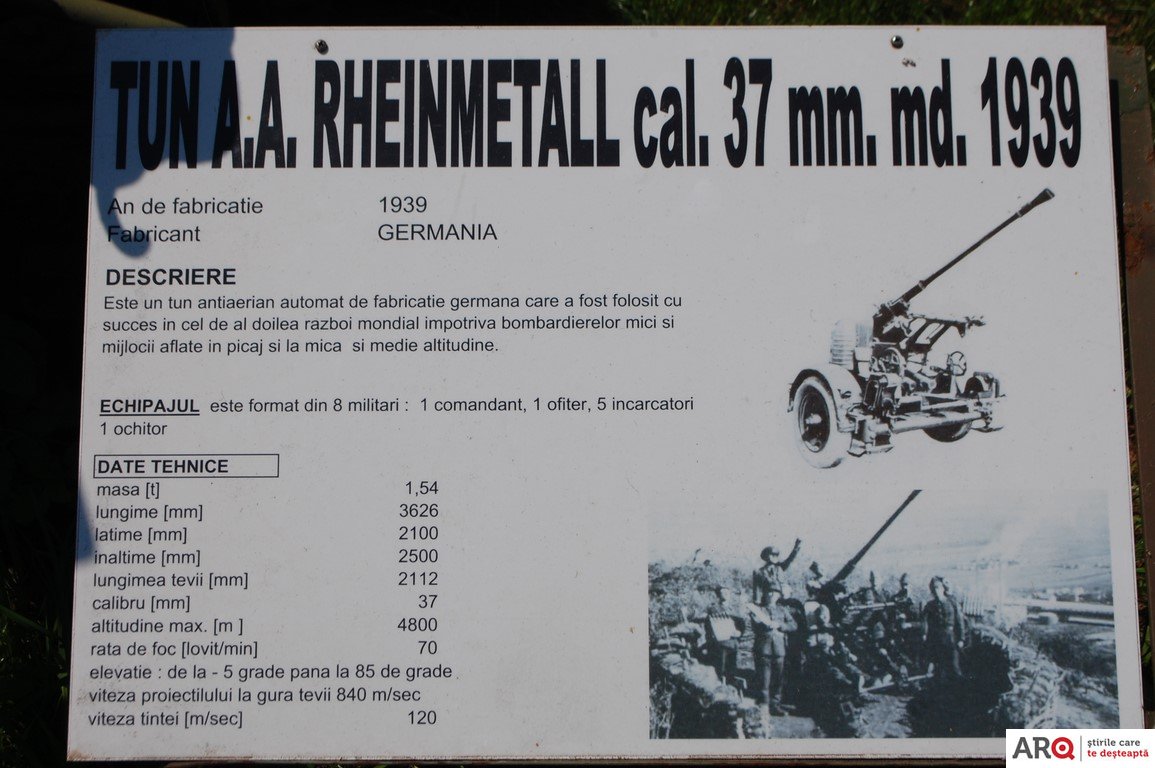 TUN A.A. RHEINMETALL cal. 37 mm. md. 1939
An de fabricatie 1939
Fabricant GERMANIA
DESCRIERE
Este un tun antiaerian automat de fabricatie germana care a fost folosit cu
succes in cel de al doilea razboi mondial impotriva bombardierelor mici si
mijlocii aflate in picaj si la mica si medie altitudine.
ECHIPAJUL este format din 8 militari : 1 comandant, 1 ofiter, 5 incarcatori
1 ochitor
DATE TEHNICE
masa [t] 1,54
lungime [mm] 3626
latime [mm] 2100
inaltime [mm] 2500
lungimea tevii [mm] 2112
calibru [mm] 37
altitudine max. [m ] 4800
rata de foc [lovit/min] 70
elevatie : de la - 5 grade pana la 85 de grade
viteza proiectilului la gura tevii 840 m/sec
viteza tintei [m/sec] 120
ARQ știrile care
te deșteaptă